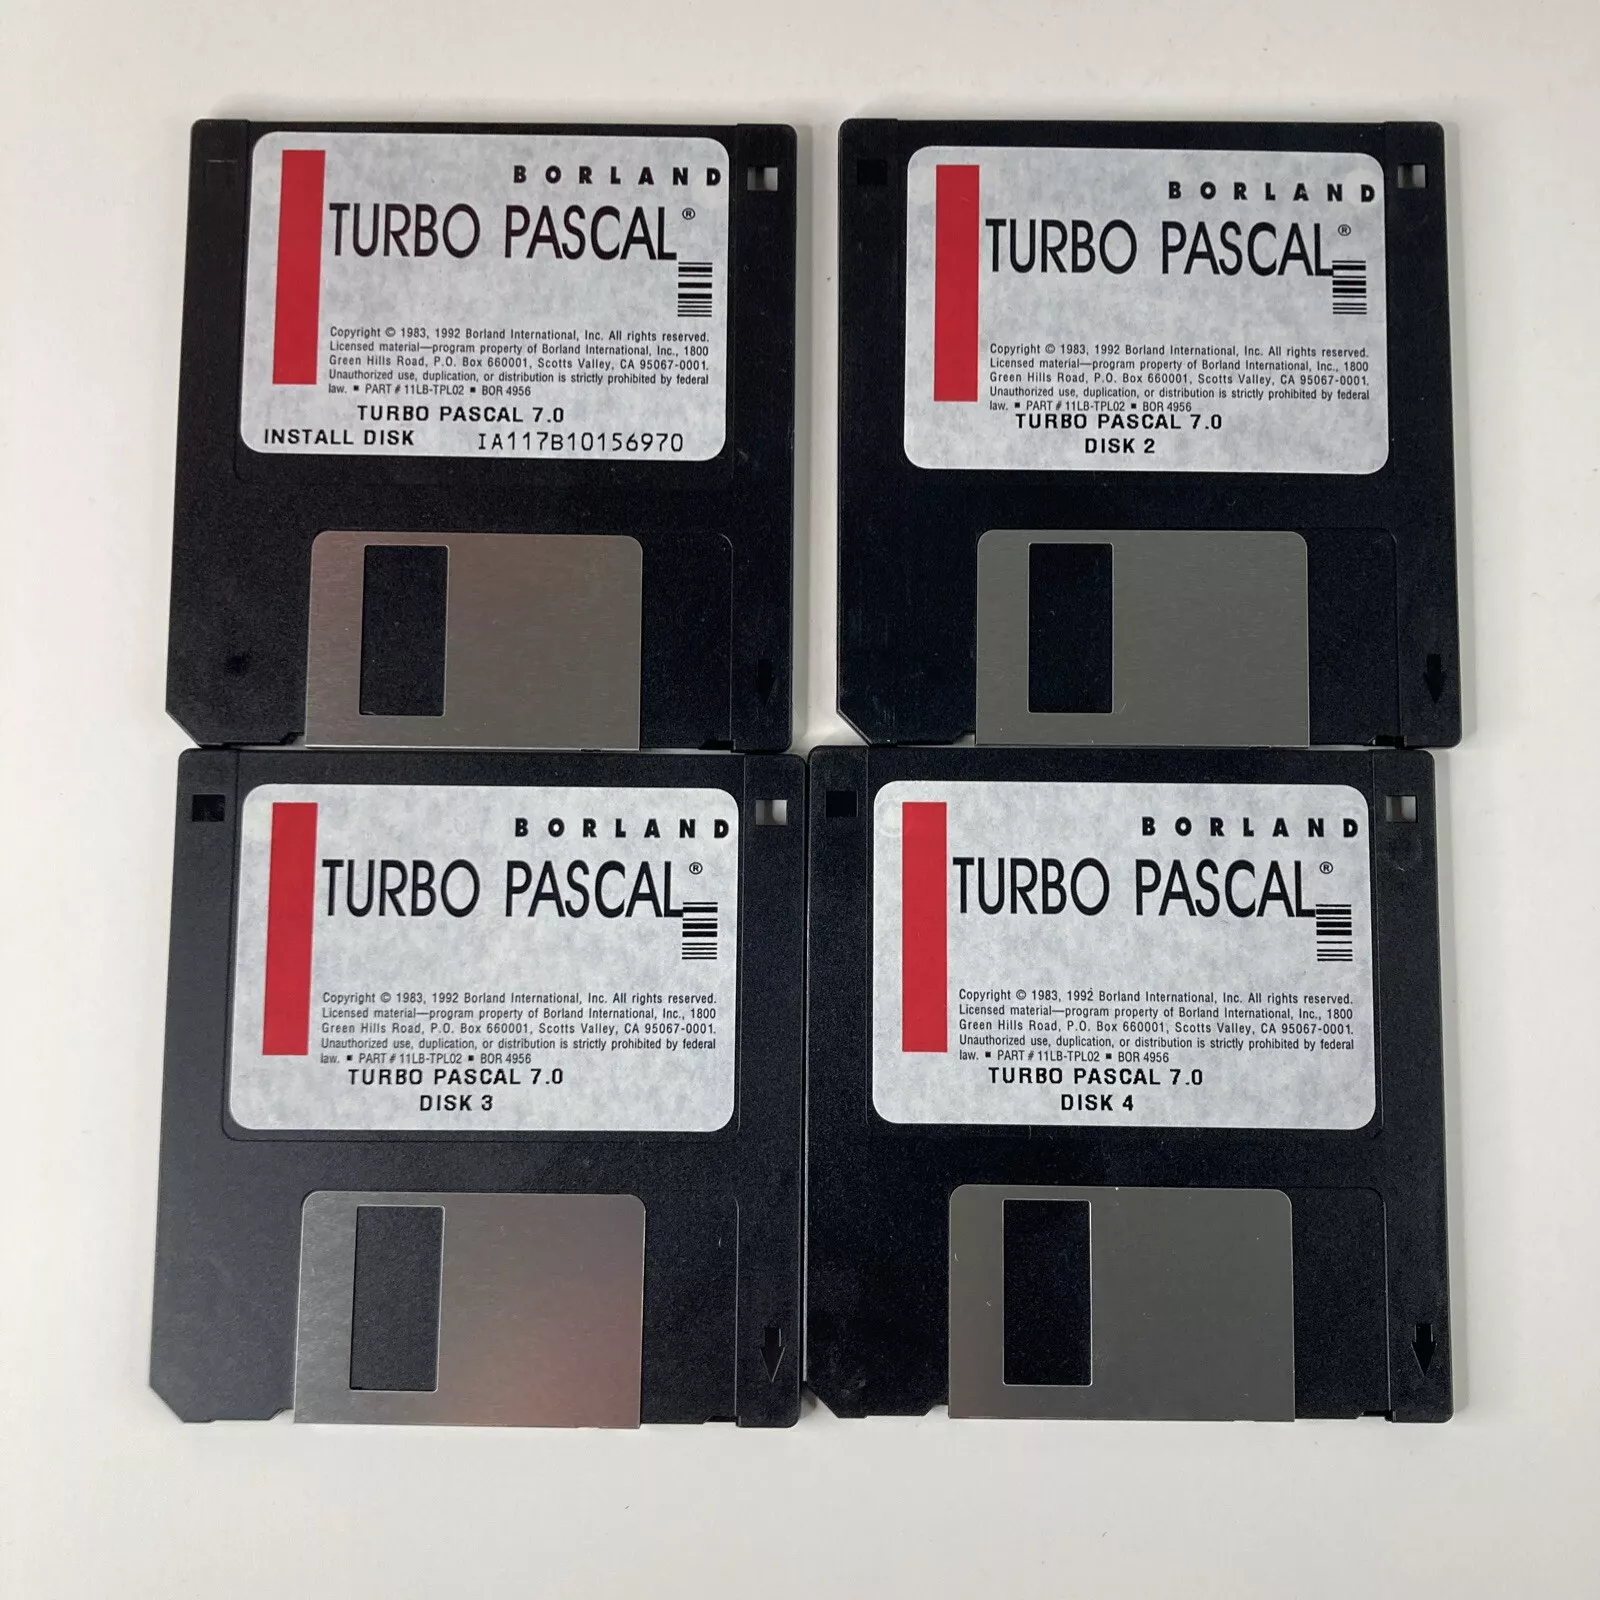 BORLAND
TURBO PASCAL®
Copyright © 1983, 1992 Borland International, Inc. All rights reserved.
Licensed material—program property of Borland International, Inc., 1800
Green Hills Road, P.O. Box 660001, Scotts Valley, CA 95067-0001.
Unauthorized use, duplication, or distribution is strictly prohibited by federal
law. ■ PART # 11LB-TPL02 ■ BOR 4956
TURBO PASCAL 7.0
INSTALL DISK IA117B10156970
BORLAND
TURBO PASCAL®
Copyright © 1983, 1992 Borland International, Inc. All rights reserved.
Licensed material—program property of Borland International, Inc., 1800
Green Hills Road, P.O. Box 660001, Scotts Valley, CA 95067-0001.
Unauthorized use, duplication, or distribution is strictly prohibited by federal
law. ■ PART # 11LB-TPL02 ■ BOR 4956
TURBO PASCAL 7.0
DISK 2
BORLAND
TURBO PASCAL®
Copyright © 1983, 1992 Borland International, Inc. All rights reserved.
Licensed material—program property of Borland International, Inc., 1800
Green Hills Road, P.O. Box 660001, Scotts Valley, CA 95067-0001.
Unauthorized use, duplication, or distribution is strictly prohibited by federal
law. ■ PART # 11LB-TPL02 ■ BOR 4956
TURBO PASCAL 7.0
DISK 3
BORLAND
TURBO PASCAL®
Copyright © 1983, 1992 Borland International, Inc. All rights reserved.
Licensed material—program property of Borland International, Inc., 1800
Green Hills Road, P.O. Box 660001, Scotts Valley, CA 95067-0001.
Unauthorized use, duplication, or distribution is strictly prohibited by federal
law. ■ PART # 11LB-TPL02 ■ BOR 4956
TURBO PASCAL 7.0
DISK 4